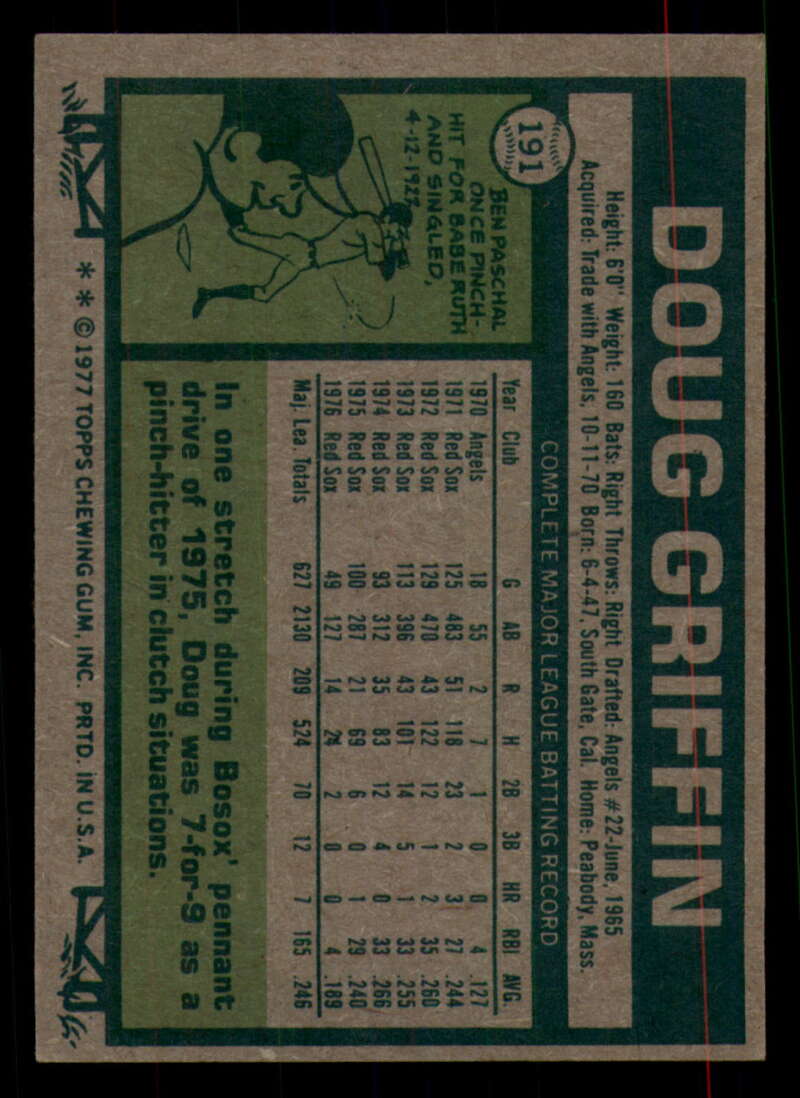 191
DOUG GRIFFIN
Height: 6'0" Weight: 160 Bats: Right Throws: Right Drafted: Angels #22-June, 1965
Acquired: Trade with Angels, 10-11-70 Born: 6-4-47, South Gate, Cal. Home: Peabody, Mass.
BEN PASCHAL
ONCE PINCH-
HIT FOR BABE RUTH
AND SINGLED,
4-12-1927.
COMPLETE MAJOR LEAGUE BATTING RECORD
Year Club G AB R H 2B 3B HR RBI AVG.
1970 Angels 18 55 2 7 1 0 0 4 .127
1971 Red Sox 125 483 51 118 23 2 3 27 .244
1972 Red Sox 129 470 43 122 12 1 2 35 .260
1973 Red Sox 113 396 43 101 14 5 1 33 .255
1974 Red Sox 93 312 35 83 12 4 0 33 .266
1975 Red Sox 100 287 21 69 6 0 1 29 .240
1976 Red Sox 49 127 14 24 2 0 0 4 .189
Maj. Lea. Totals 627 2130 209 524 70 12 7 165 .246
In one stretch during Bosox' pennant
drive of 1975, Doug was 7-for-9 as a
pinch-hitter in clutch situations.
* * © 1977 TOPPS CHEWING GUM, INC. PRTD. IN U.S.A.